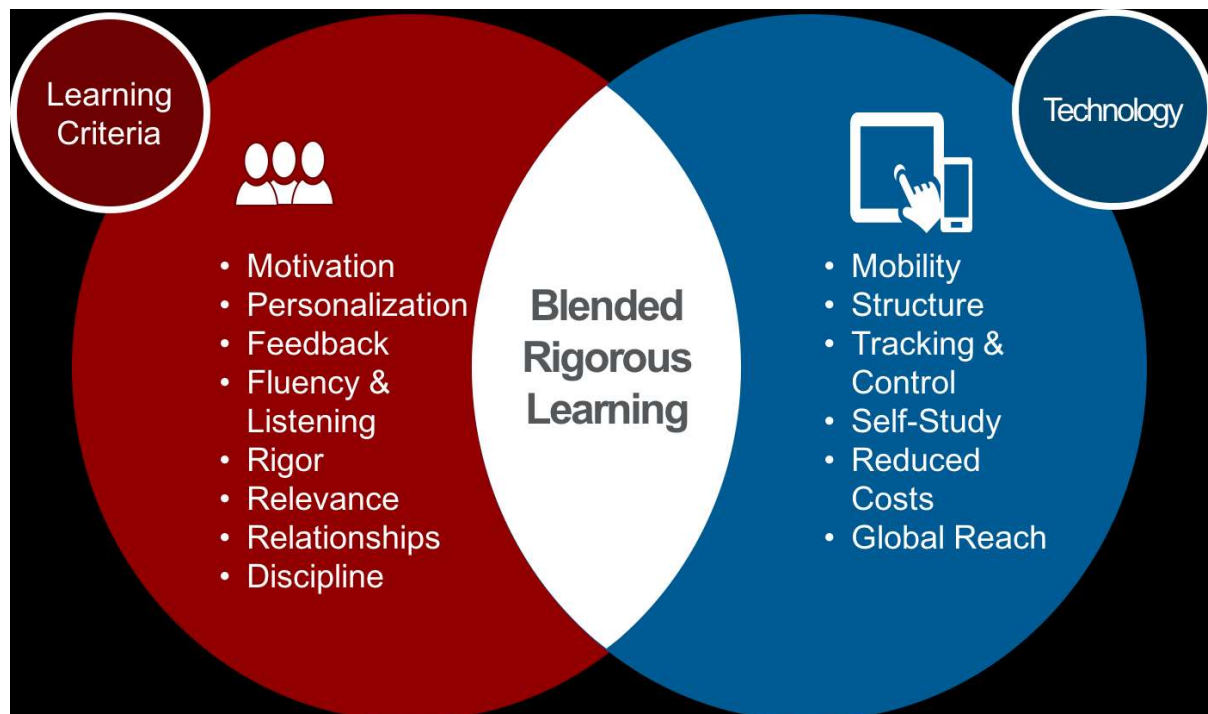 Learning
Criteria
Technology
• Motivation
• Personalization
• Feedback
• Fluency &
Listening
• Rigor
• Relevance
• Relationships
• Discipline
Blended
Rigorous
Learning
• Mobility
• Structure
• Tracking &
Control
• Self-Study
• Reduced
Costs
• Global Reach